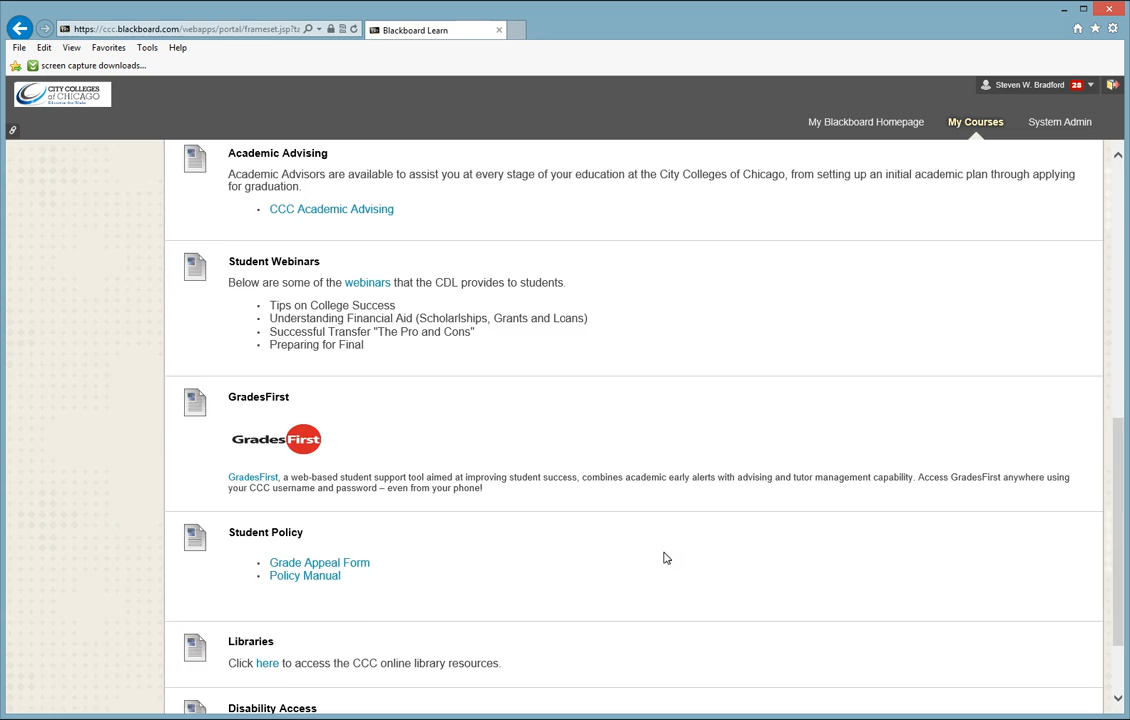 https://ccc.blackboard.com/webapps/portal/frameset.jsp?ta
Blackboard Learn
File Edit View Favorites Tools Help
screen capture downloads...
CITY COLLEGES
of CHICAGO
Steven W. Bradford 28
My Blackboard Homepage My Courses System Admin
Academic Advising
Academic Advisors are available to assist you at every stage of your education at the City Colleges of Chicago, from setting up an initial academic plan through applying
for graduation.
• CCC Academic Advising
Student Webinars
Below are some of the webinars that the CDL provides to students.
• Tips on College Success
• Understanding Financial Aid (Scholarlships, Grants and Loans)
• Successful Transfer "The Pro and Cons"
• Preparing for Final
GradesFirst
GradesFirst
GradesFirst, a web-based student support tool aimed at improving student success, combines academic early alerts with advising and tutor management capability. Access GradesFirst anywhere using
your CCC username and password – even from your phone!
Student Policy
• Grade Appeal Form
• Policy Manual
Libraries
Click here to access the CCC online library resources.
Disability Access